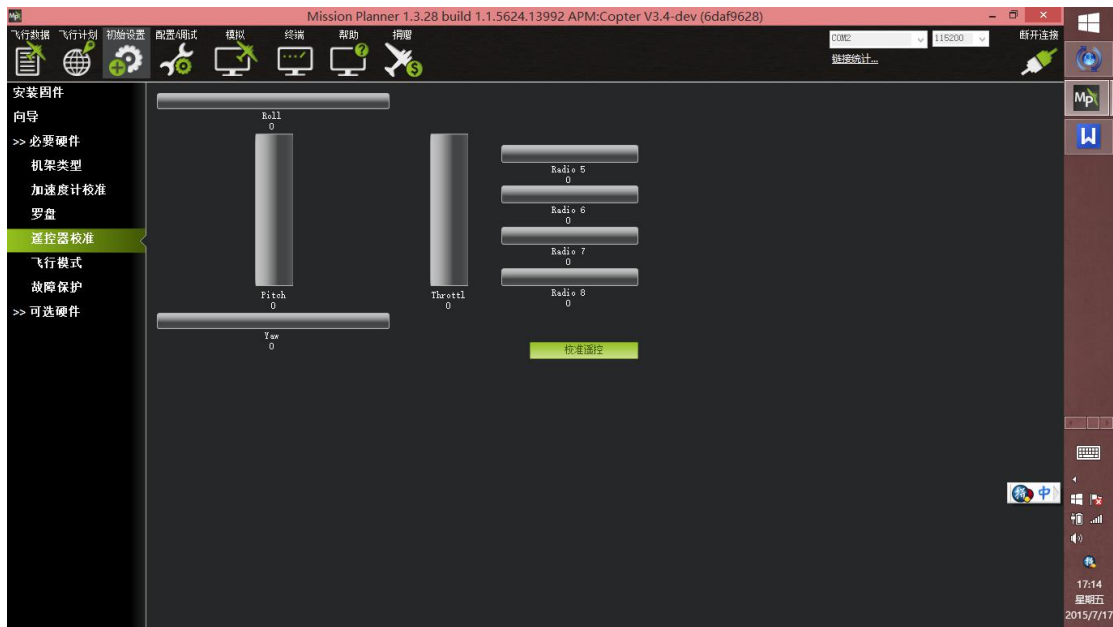 Mission Planner 1.3.28 build 1.1.5624.13992 APM:Copter V3.4-dev (6daf9628)
飞行数据 飞行计划 初始设置 配置/调试 模拟 终端 帮助 捐赠
COM2 115200 断开连接
链接统计...
安装固件
向导
>> 必要硬件
机架类型
加速度计校准
罗盘
遥控器校准
飞行模式
故障保护
>> 可选硬件
Roll
0
Pitch
0
Throttl
0
Yaw
0
Radio 5
0
Radio 6
0
Radio 7
0
Radio 8
0
校准遥控
中
17:14
星期五
2015/7/17